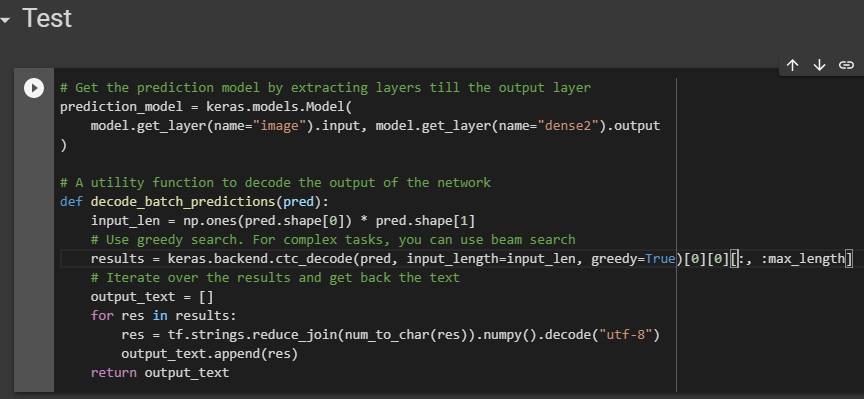 Test
# Get the prediction model by extracting layers till the output layer
prediction_model = keras.models.Model(
    model.get_layer(name="image").input, model.get_layer(name="dense2").output
)
# A utility function to decode the output of the network
def decode_batch_predictions(pred):
    input_len = np.ones(pred.shape[0]) * pred.shape[1]
    # Use greedy search. For complex tasks, you can use beam search
    results = keras.backend.ctc_decode(pred, input_length=input_len, greedy=True)[0][0][:, :max_length]
    # Iterate over the results and get back the text
    output_text = []
    for res in results:
        res = tf.strings.reduce_join(num_to_char(res)).numpy().decode("utf-8")
        output_text.append(res)
    return output_text